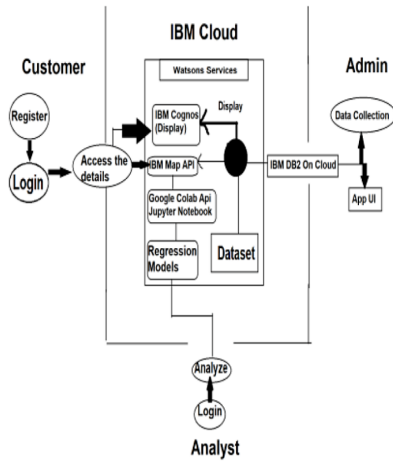 IBM Cloud
Customer
Admin
Watsons Services
Register
IBM Cognos
(Display)
Display
Data Collection
Access the
details
IBM Map API
IBM DB2 On Cloud
Login
App UI
Google Colab Api
Jupyter Notebook
Regression
Models
Dataset
Analyze
Login
Analyst